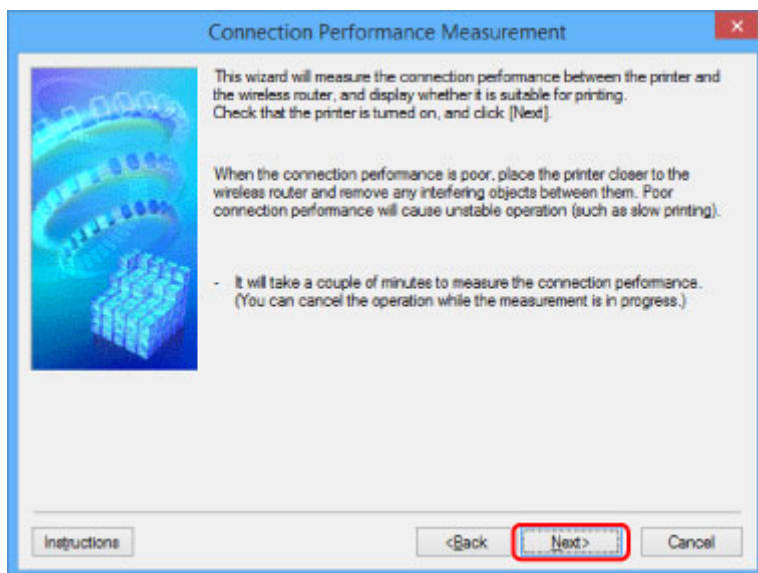 Connection Performance Measurement
This wizard will measure the connection performance between the printer and
the wireless router, and display whether it is suitable for printing.
Check that the printer is turned on, and click [Next].
When the connection performance is poor, place the printer closer to the
wireless router and remove any interfering objects between them. Poor
connection performance will cause unstable operation (such as slow printing).
- It will take a couple of minutes to measure the connection performance.
(You can cancel the operation while the measurement is in progress.)
Instructions
<Back
Next>
Cancel